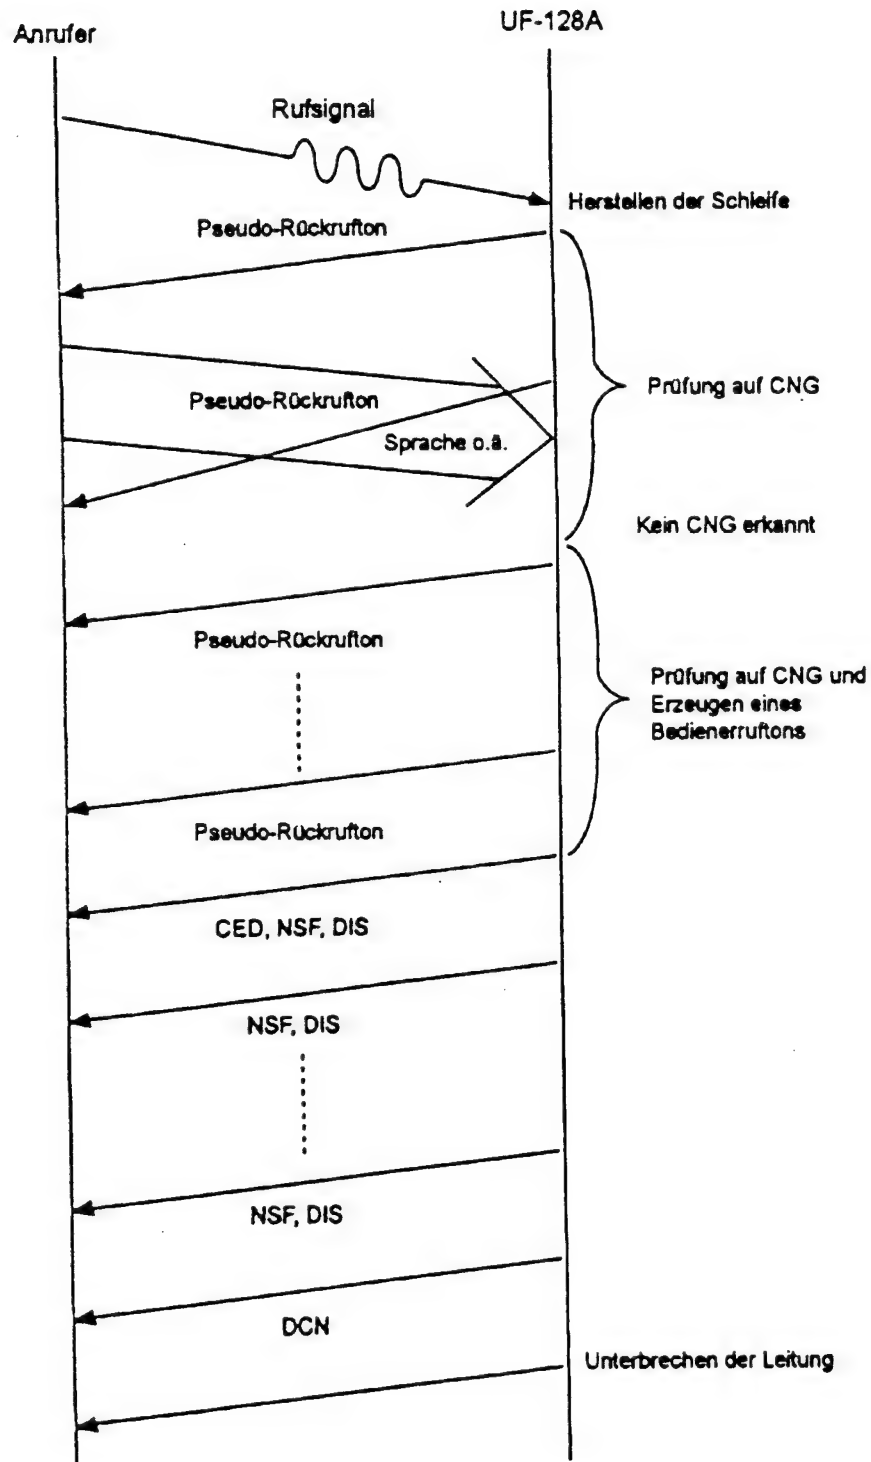 Anrufer
UF-128A
Rufsignal
Herstellen der Schleife
Pseudo-Rückrufton
Prüfung auf CNG
Pseudo-Rückrufton
Sprache o.ä.
Kein CNG erkannt
Pseudo-Rückrufton
Prüfung auf CNG und
Erzeugen eines
Bedienerruftons
Pseudo-Rückrufton
CED, NSF, DIS
NSF, DIS
NSF, DIS
DCN
Unterbrechen der Leitung